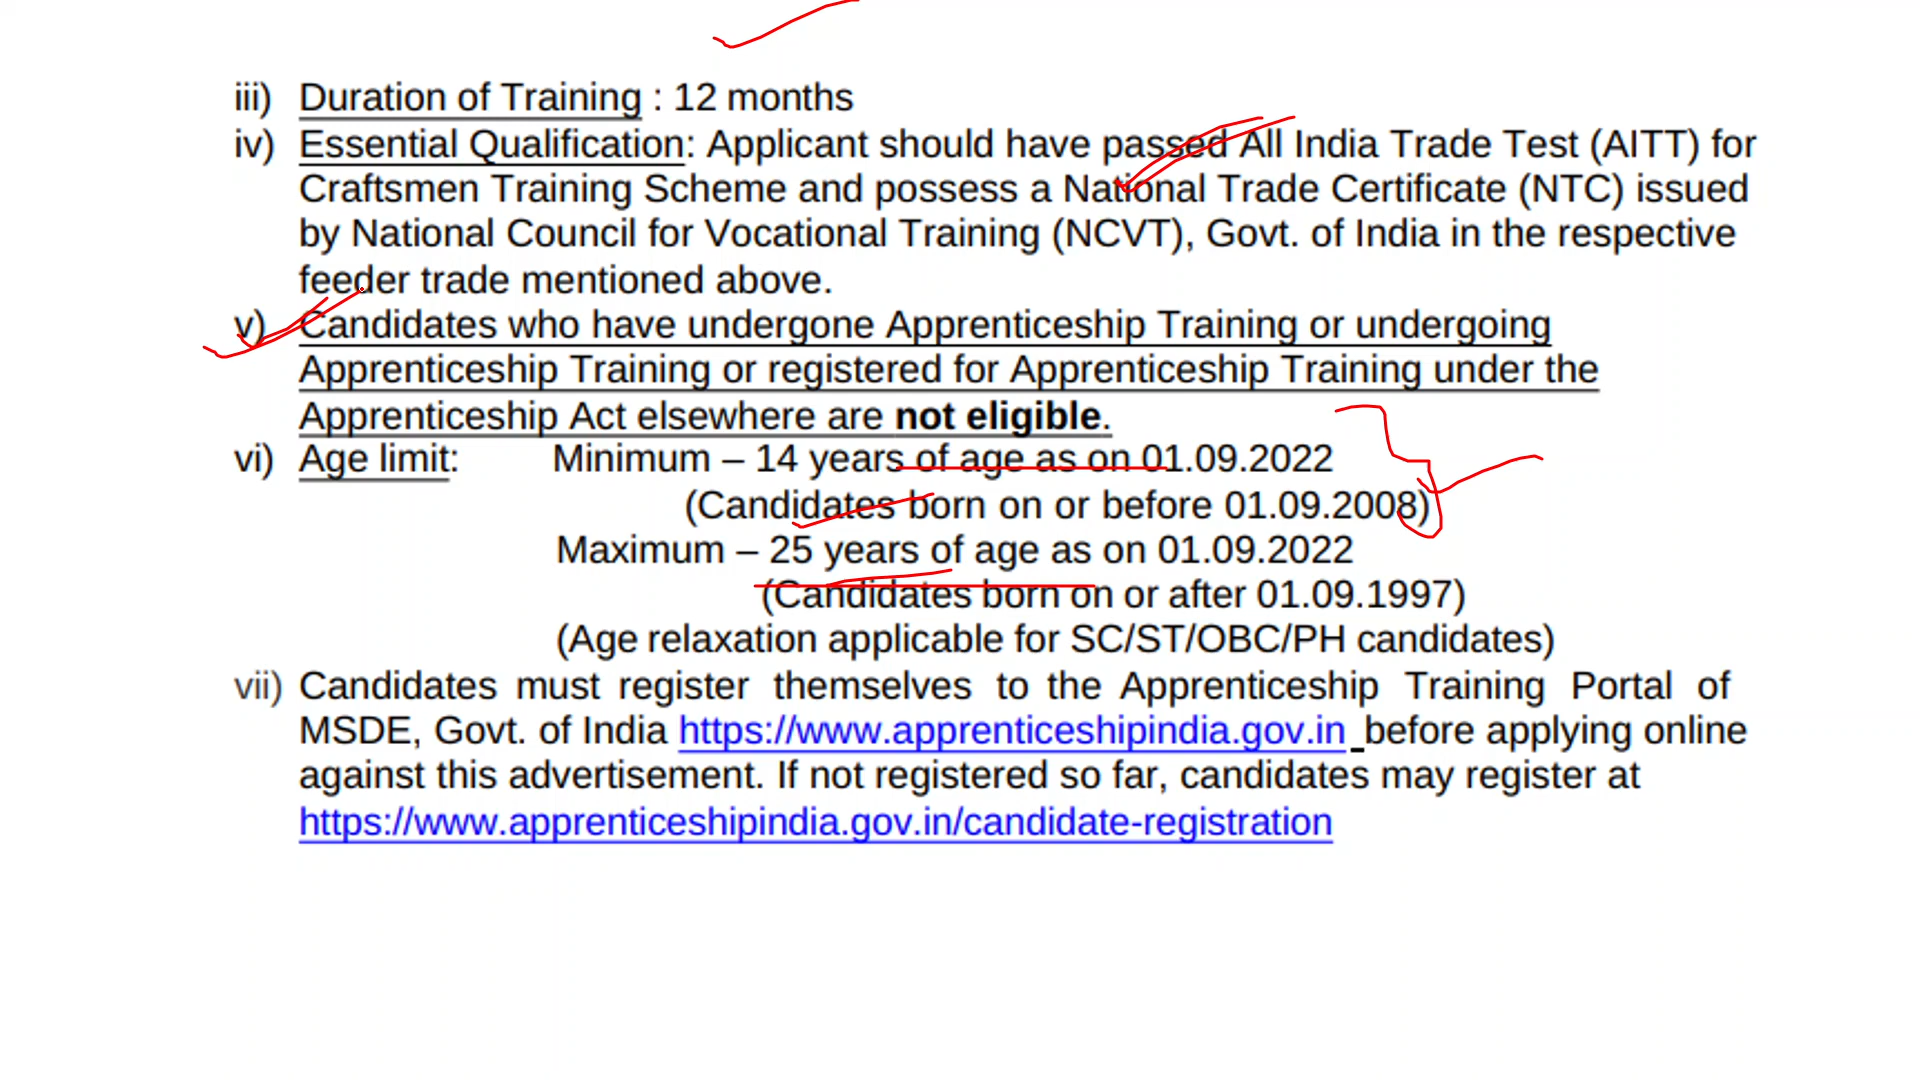 iii) Duration of Training : 12 months
iv) Essential Qualification: Applicant should have passed All India Trade Test (AITT) for
Craftsmen Training Scheme and possess a National Trade Certificate (NTC) issued
by National Council for Vocational Training (NCVT), Govt. of India in the respective
feeder trade mentioned above.
v) Candidates who have undergone Apprenticeship Training or undergoing
Apprenticeship Training or registered for Apprenticeship Training under the
Apprenticeship Act elsewhere are not eligible.
vi) Age limit: Minimum – 14 years of age as on 01.09.2022
(Candidates born on or before 01.09.2008)
Maximum – 25 years of age as on 01.09.2022
(Candidates born on or after 01.09.1997)
(Age relaxation applicable for SC/ST/OBC/PH candidates)
vii) Candidates must register themselves to the Apprenticeship Training Portal of
MSDE, Govt. of India https://www.apprenticeshipindia.gov.in before applying online
against this advertisement. If not registered so far, candidates may register at
https://www.apprenticeshipindia.gov.in/candidate-registration